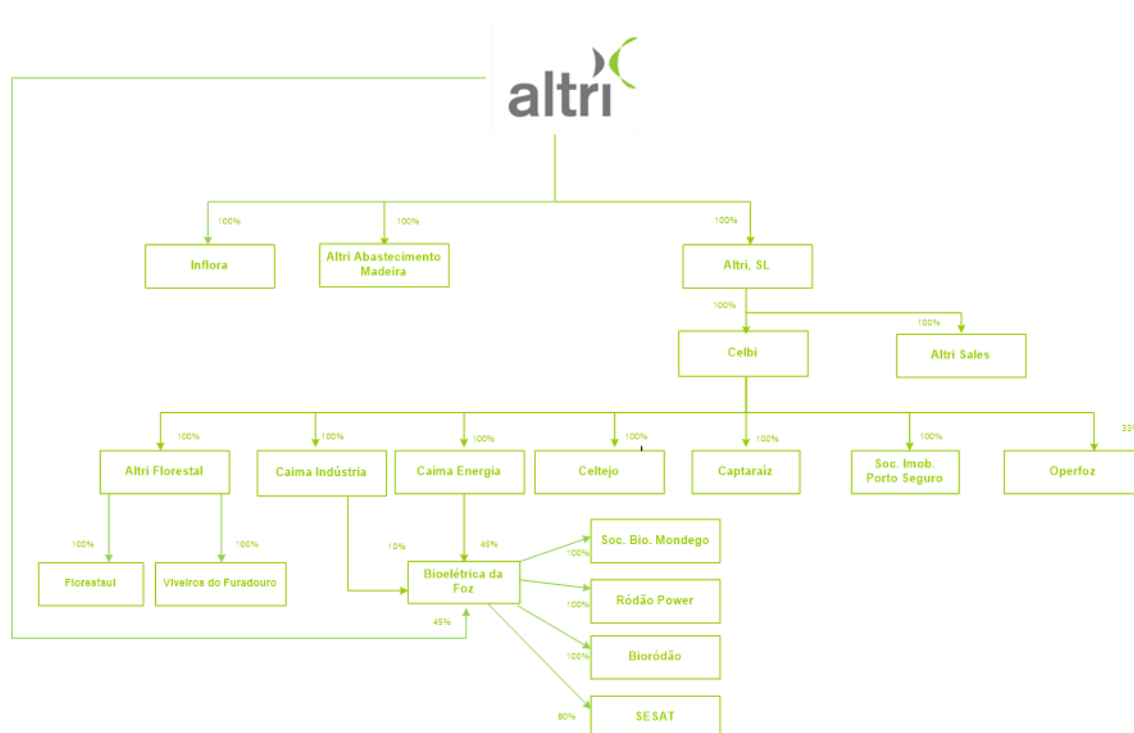 altri
100%
100%
100%
Inflora
Altri Abastecimento
Madeira
Altri, SL
100%
100%
Celbi
Altri Sales
100%
100%
100%
100%
100%
100%
33%
Altri Florestal
Caima Indústria
Caima Energia
Celtejo
Captaraíz
Soc. Imob.
Porto Seguro
Operfoz
100%
100%
10%
45%
Soc. Bio. Mondego
100%
Florestsul
Viveiros do Furadouro
Bioelétrica da
Foz
Ródão Power
100%
45%
Bioródão
100%
80%
SESAT